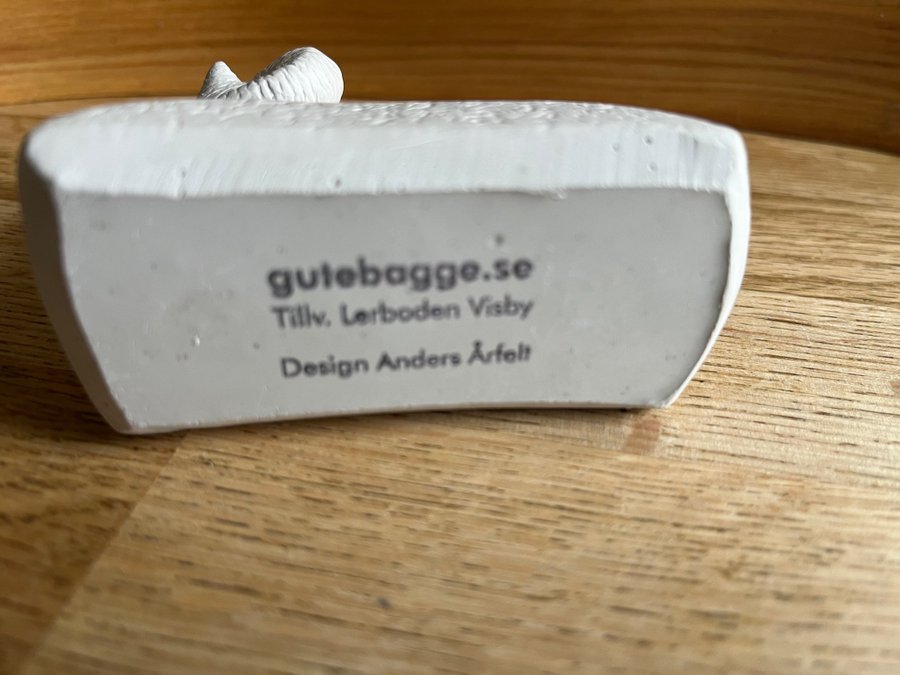 gutebagge.se
Tillv. Lerboden Visby
Design Anders Årfelt